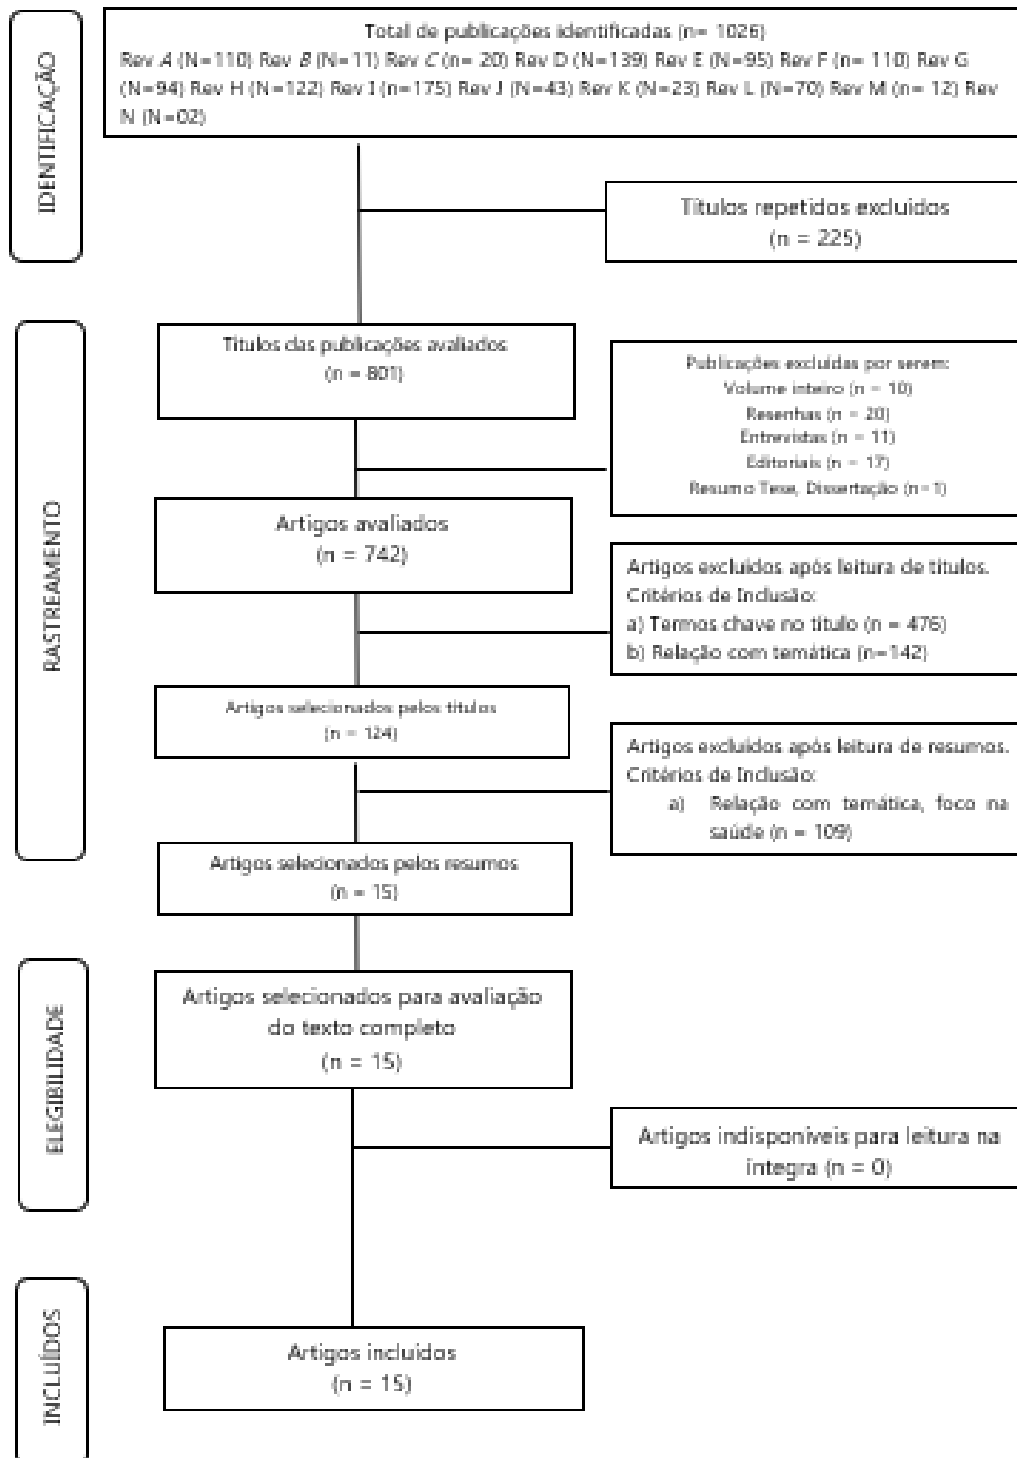 IDENTIFICAÇÃO
Total de publicações identificadas (n= 1026)
Rev A (N=110) Rev B (N=11) Rev C (n= 20) Rev D (N=139) Rev E (N=95) Rev F (n= 110) Rev G
(N=94) Rev H (N=122) Rev I (n=175) Rev J (N=43) Rev K (N=23) Rev L (N=70) Rev M (n= 12) Rev
N (N=02)
Títulos repetidos excluidos
(n = 225)
RASTREAMENTO
Títulos das publicações avaliados
(n = 801)
Publicações excluídas por serem:
Volume inteiro (n = 10)
Resenhas (n = 20)
Entrevistas (n = 11)
Editoriais (n = 17)
Resumo Tese, Dissertação (n=1)
Artigos avaliados
(n = 742)
Artigos excluídos após leitura de títulos.
Critérios de Inclusão:
a) Termos chave no título (n = 476)
b) Relação com temática (n=142)
Artigos selecionados pelos títulos
(n = 124)
Artigos excluídos após leitura de resumos.
Critérios de Inclusão:
a) Relação com temática, foco na
saúde (n = 109)
Artigos selecionados pelos resumos
(n = 15)
ELEGIBILIDADE
Artigos selecionados para avaliação
do texto completo
(n = 15)
Artigos indisponíveis para leitura na
integra (n = 0)
INCLUÍDOS
Artigos incluidos
(n = 15)